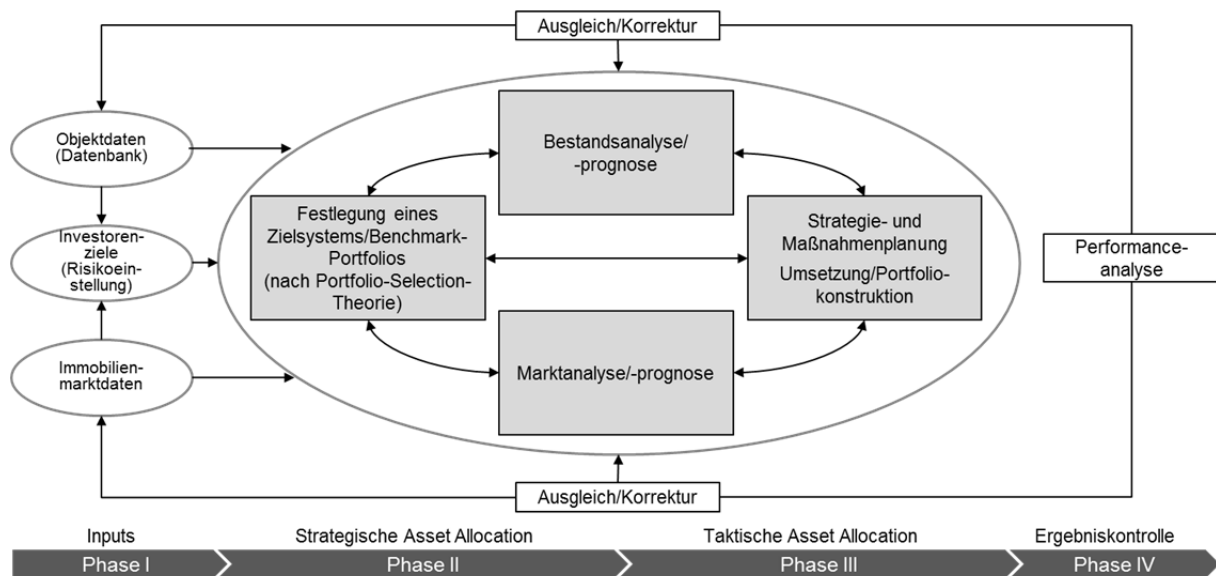 Ausgleich/Korrektur
Objektdaten
(Datenbank)
Bestandsanalyse/
-prognose
Investoren-
ziele
(Risikoein-
stellung)
Festlegung eines
Zielsystems/Benchmark-
Portfolios
(nach Portfolio-Selection-
Theorie)
Strategie- und
Maßnahmenplanung
Umsetzung/Portfolio-
konstruktion
Performance-
analyse
Immobilien-
marktdaten
Marktanalyse/-prognose
Ausgleich/Korrektur
Inputs
Strategische Asset Allocation
Taktische Asset Allocation
Ergebniskontrolle
Phase I
Phase II
Phase III
Phase IV